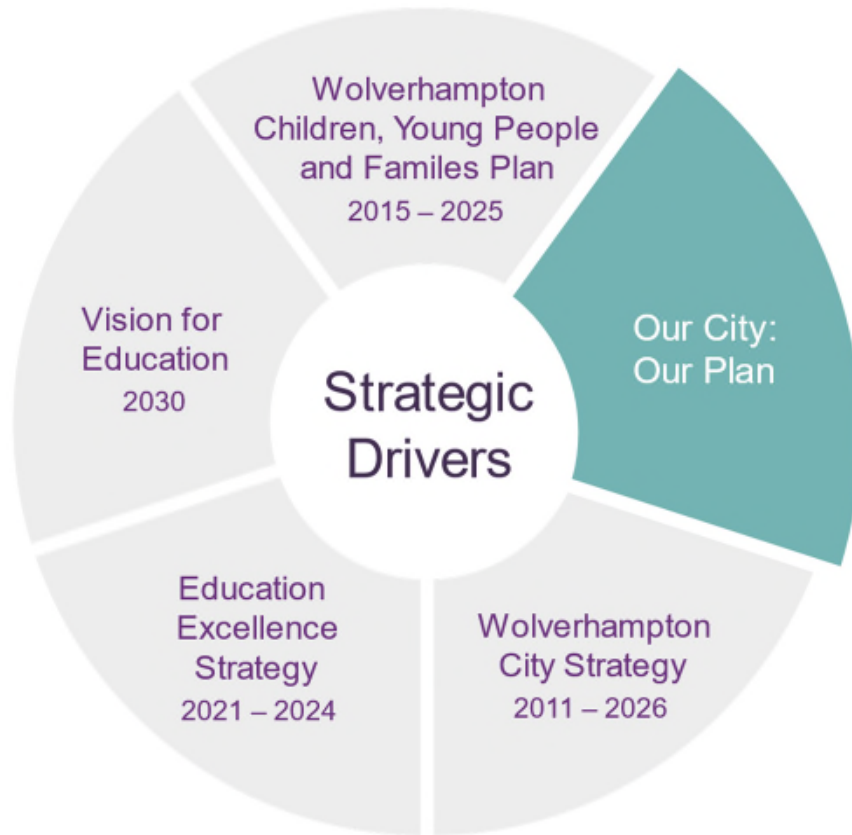 Wolverhampton
Children, Young People
and Familes Plan
2015 – 2025
Our City:
Our Plan
Wolverhampton
City Strategy
2011 – 2026
Education
Excellence
Strategy
2021 – 2024
Vision for
Education
2030
Strategic
Drivers